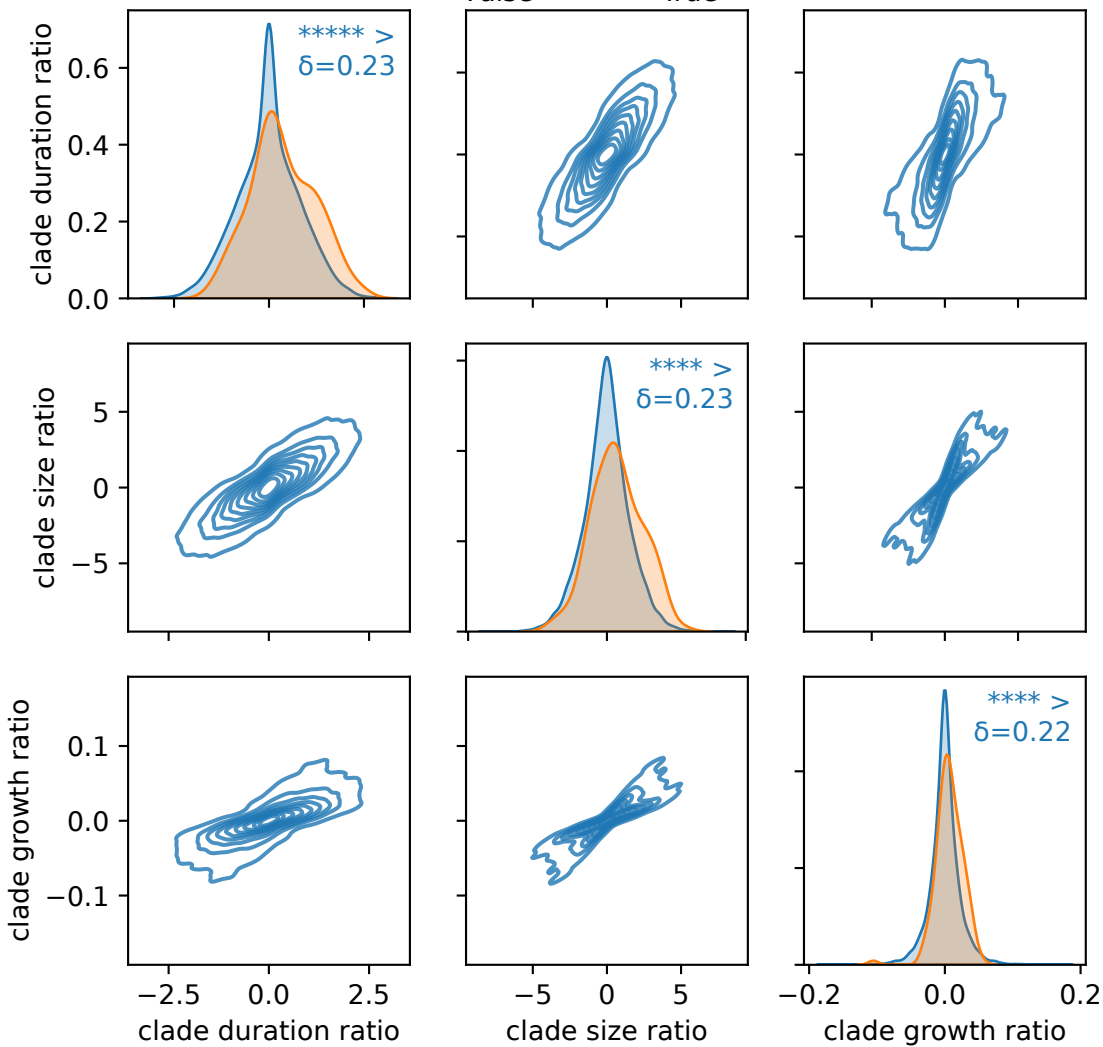 clade duration ratio
0.6
0.4
0.2
0.0
***** >
δ=0.23
clade size ratio
5
0
−5
**** >
δ=0.23
clade growth ratio
0.1
0.0
−0.1
**** >
δ=0.22
−2.5 0.0 2.5
clade duration ratio
−5 0 5
clade size ratio
−0.2 0.0 0.2
clade growth ratio